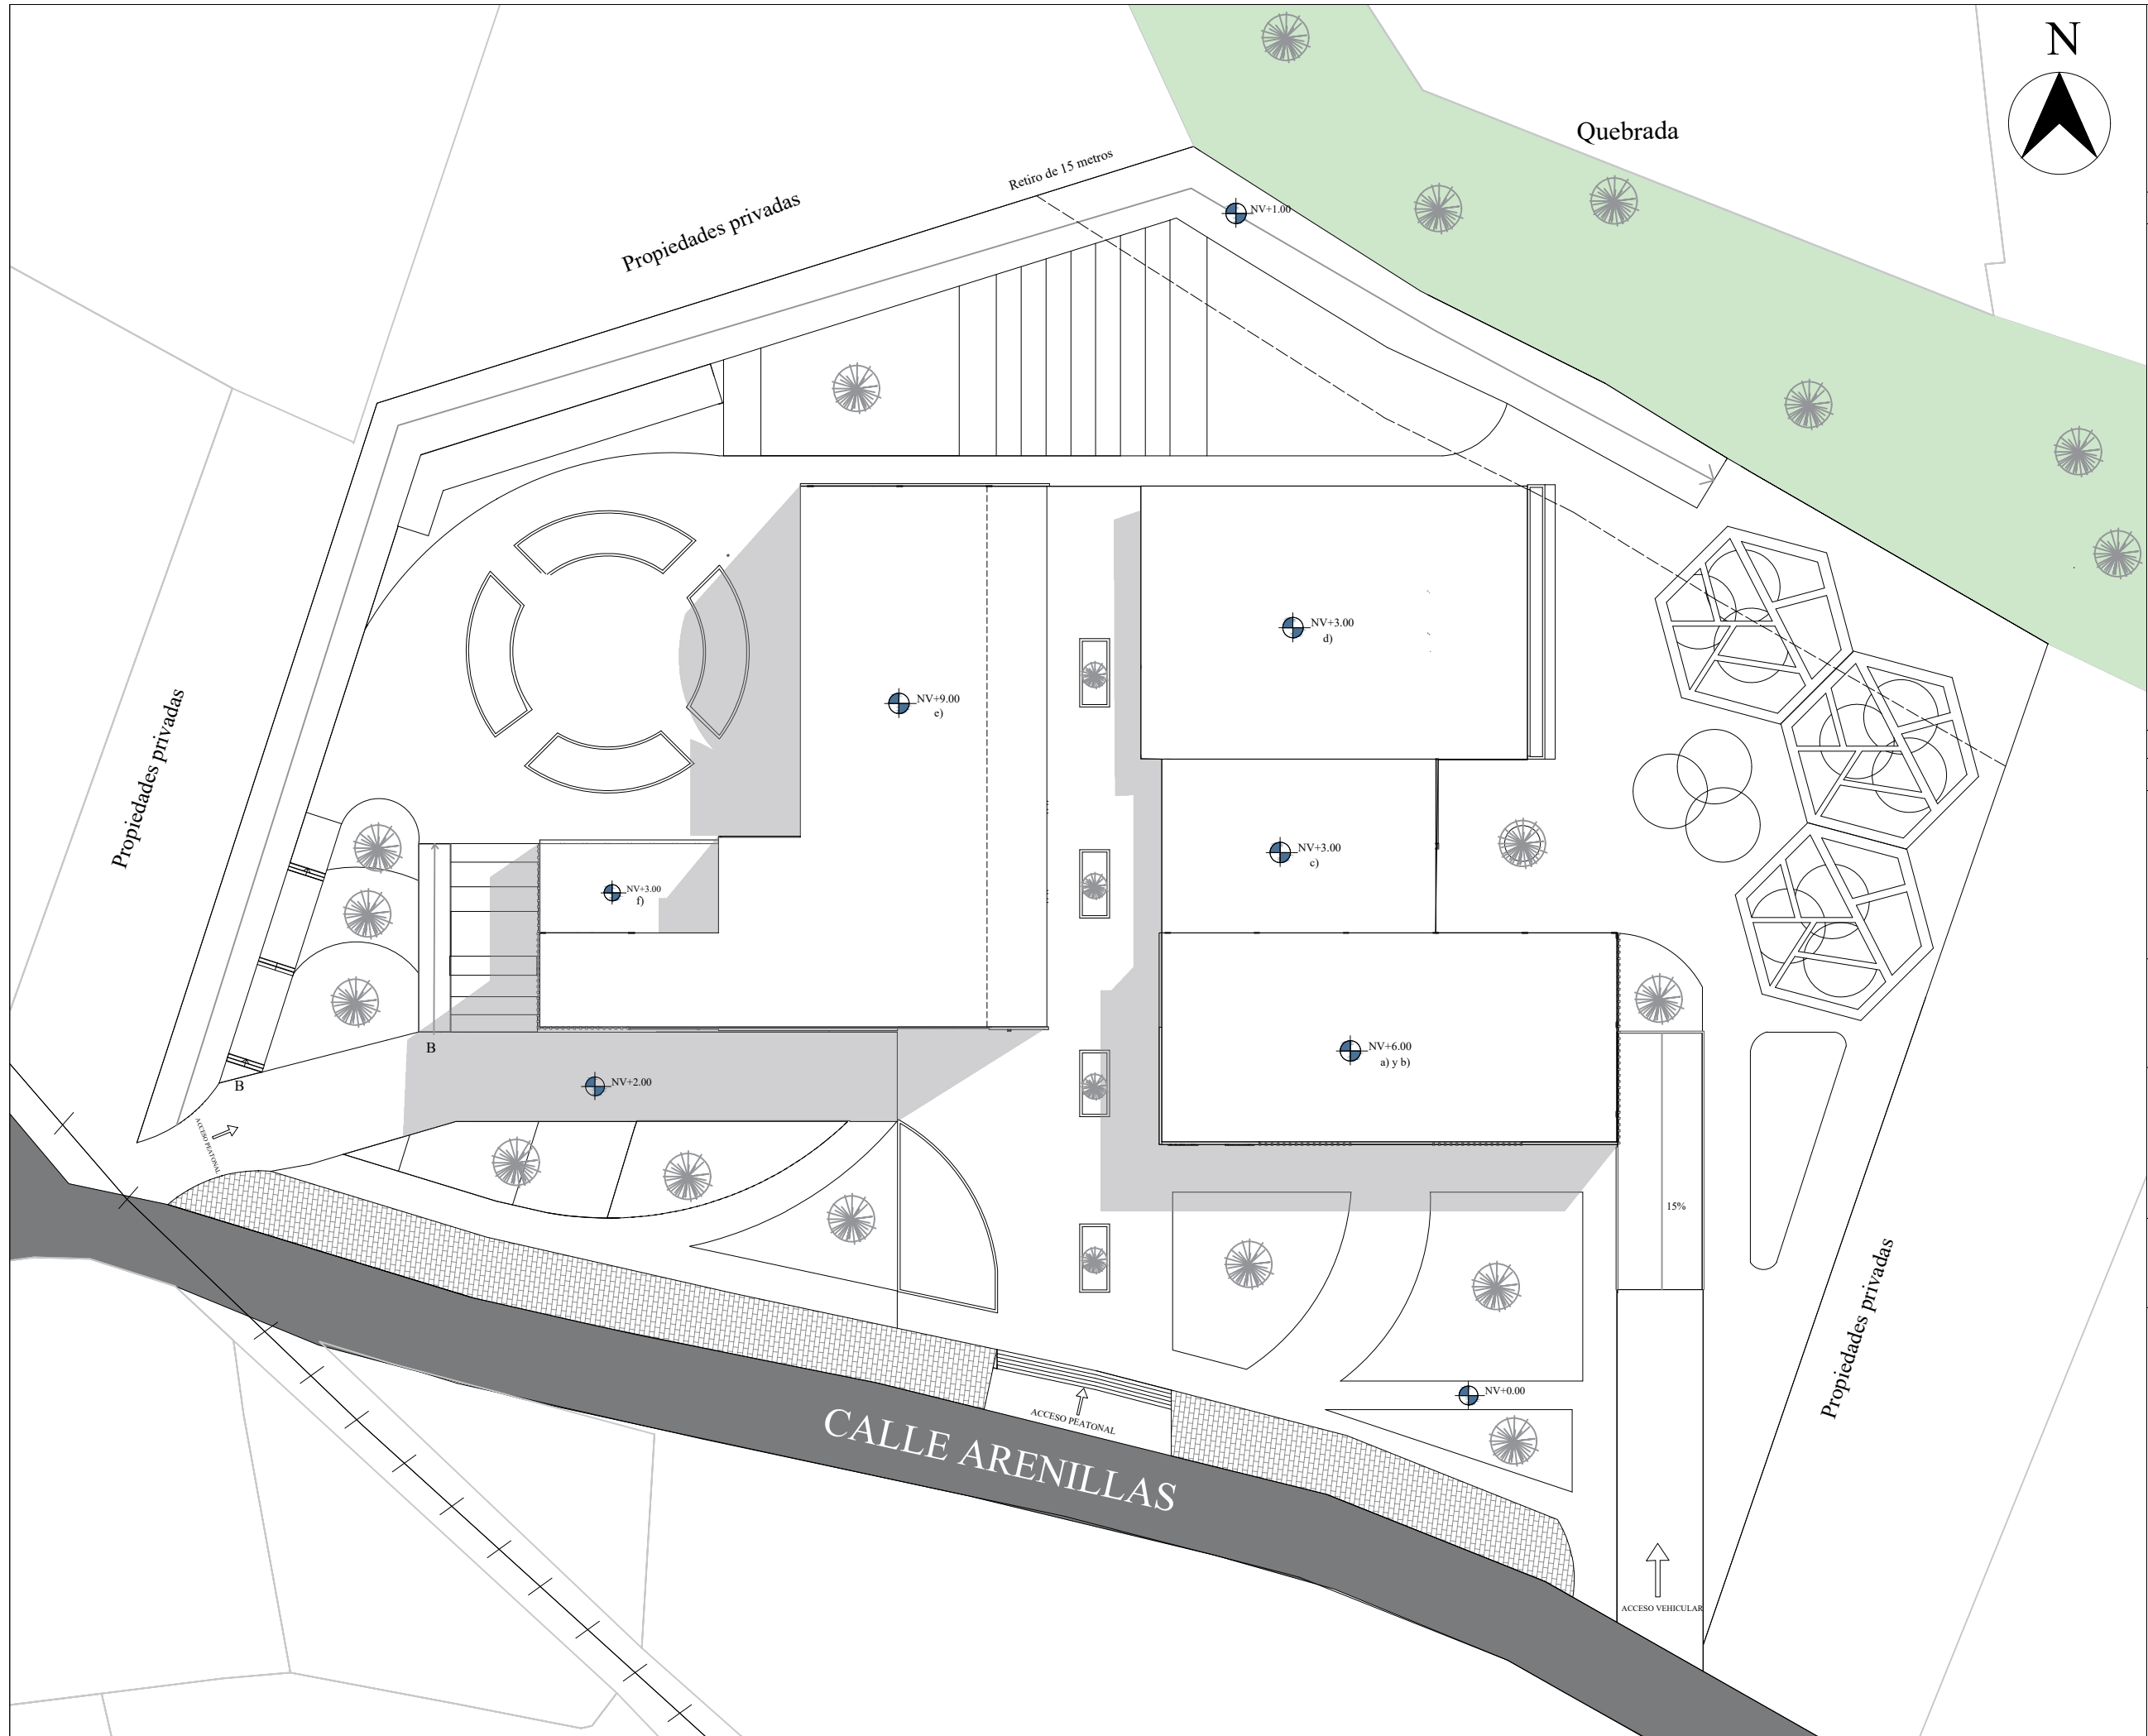 N
Quebrada
Retiro de 15 metros
Propiedades privadas
NV+1.00
NV+3.00
d)
NV+9.00
e)
Propiedades privadas
NV+3.00
c)
NV+3.00
f)
B
NV+6.00
a) y b)
B
NV+2.00
ACCESO PEATONAL
15%
Propiedades privadas
NV+0.00
ACCESO PEATONAL
CALLE ARENILLAS
ACCESO VEHICULAR